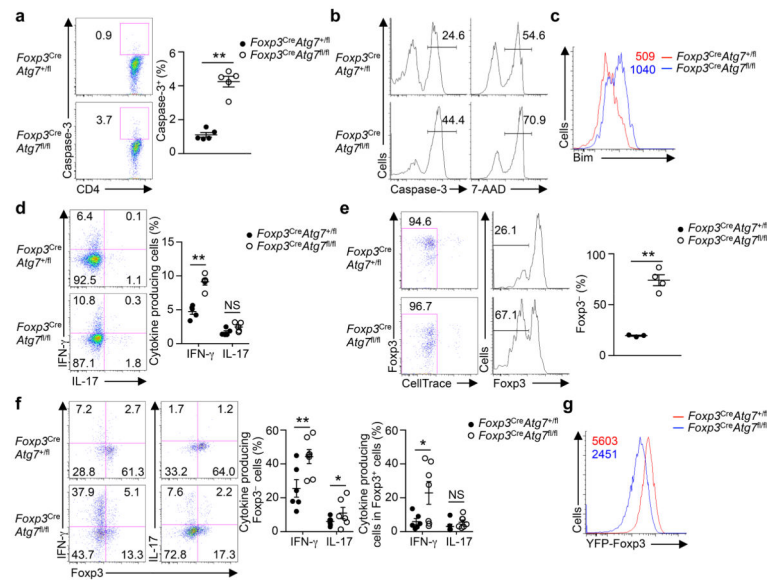 a
Foxp3CreAtg7+/fl
Foxp3CreAtg7fl/fl
0.9
3.7
Caspase-3
CD4
Caspase-3+ (%)
6
4
2
0
**
Foxp3CreAtg7+/fl
Foxp3CreAtg7fl/fl
b
Foxp3Cre
Atg7+/fl
Foxp3Cre
Atg7fl/fl
24.6
54.6
44.4
70.9
Cells
Caspase-3
7-AAD
c
509
1040
Foxp3CreAtg7+/fl
Foxp3CreAtg7fl/fl
Cells
Bim
d
Foxp3Cre
Atg7+/fl
Foxp3Cre
Atg7fl/fl
6.4
0.1
92.5
1.1
10.8
0.3
87.1
1.8
IFN-γ
IL-17
Cytokine producing cells (%)
15
10
5
0
**
NS
IFN-γ
IL-17
Foxp3CreAtg7+/fl
Foxp3CreAtg7fl/fl
e
Foxp3Cre
Atg7+/fl
Foxp3Cre
Atg7fl/fl
94.6
96.7
Foxp3
CellTrace
26.1
67.1
Cells
Foxp3
Foxp3− (%)
100
50
0
**
Foxp3CreAtg7+/fl
Foxp3CreAtg7fl/fl
f
Foxp3Cre
Atg7+/fl
Foxp3Cre
Atg7fl/fl
7.2
2.7
28.8
61.3
37.9
5.1
43.7
13.3
IFN-γ
1.7
1.2
33.2
64.0
7.6
2.2
72.8
17.3
IL-17
Foxp3
Cytokine producing
Foxp3− cells (%)
60
40
20
0
**
*
IFN-γ
IL-17
Cytokine producing
cells in Foxp3+ cells (%)
60
40
20
0
*
NS
IFN-γ
IL-17
Foxp3CreAtg7+/fl
Foxp3CreAtg7fl/fl
g
5603
2451
Foxp3CreAtg7+/fl
Foxp3CreAtg7fl/fl
Cells
YFP-Foxp3